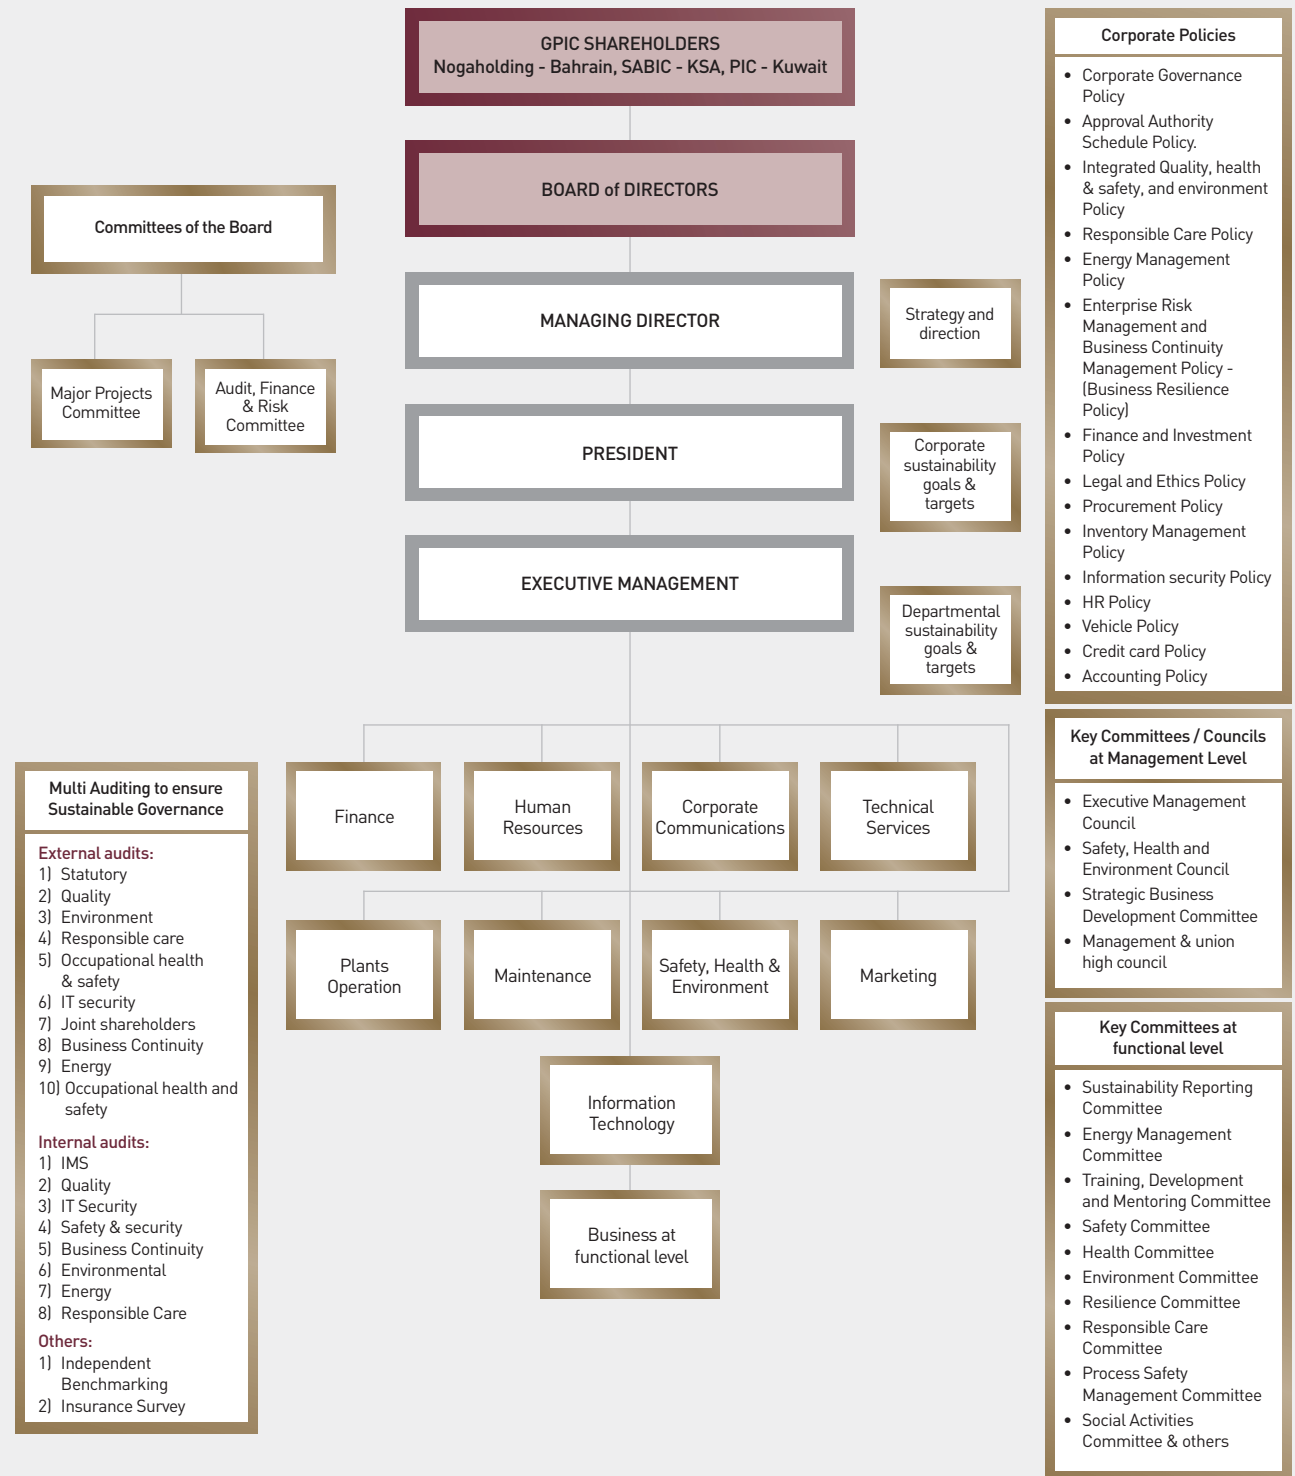 GPIC SHAREHOLDERS
Nogaholding - Bahrain, SABIC - KSA, PIC - Kuwait
BOARD of DIRECTORS
Committees of the Board
Major Projects
Committee
Audit, Finance
& Risk
Committee
MANAGING DIRECTOR
Strategy and
direction
PRESIDENT
Corporate
sustainability
goals &
targets
EXECUTIVE MANAGEMENT
Departmental
sustainability
goals &
targets
Finance
Human
Resources
Corporate
Communications
Technical
Services
Plants
Operation
Maintenance
Safety, Health &
Environment
Marketing
Information
Technology
Business at
functional level
Multi Auditing to ensure
Sustainable Governance
External audits:
1) Statutory
2) Quality
3) Environment
4) Responsible care
5) Occupational health
& safety
6) IT security
7) Joint shareholders
8) Business Continuity
9) Energy
10) Occupational health and
safety
Internal audits:
1) IMS
2) Quality
3) IT Security
4) Safety & security
5) Business Continuity
6) Environmental
7) Energy
8) Responsible Care
Others:
1) Independent
Benchmarking
2) Insurance Survey
Corporate Policies
• Corporate Governance
Policy
• Approval Authority
Schedule Policy.
• Integrated Quality, health
& safety, and environment
Policy
• Responsible Care Policy
• Energy Management
Policy
• Enterprise Risk
Management and
Business Continuity
Management Policy -
(Business Resilience
Policy)
• Finance and Investment
Policy
• Legal and Ethics Policy
• Procurement Policy
• Inventory Management
Policy
• Information security Policy
• HR Policy
• Vehicle Policy
• Credit card Policy
• Accounting Policy
Key Committees / Councils
at Management Level
• Executive Management
Council
• Safety, Health and
Environment Council
• Strategic Business
Development Committee
• Management & union
high council
Key Committees at
functional level
• Sustainability Reporting
Committee
• Energy Management
Committee
• Training, Development
and Mentoring Committee
• Safety Committee
• Health Committee
• Environment Committee
• Resilience Committee
• Responsible Care
Committee
• Process Safety
Management Committee
• Social Activities
Committee & others